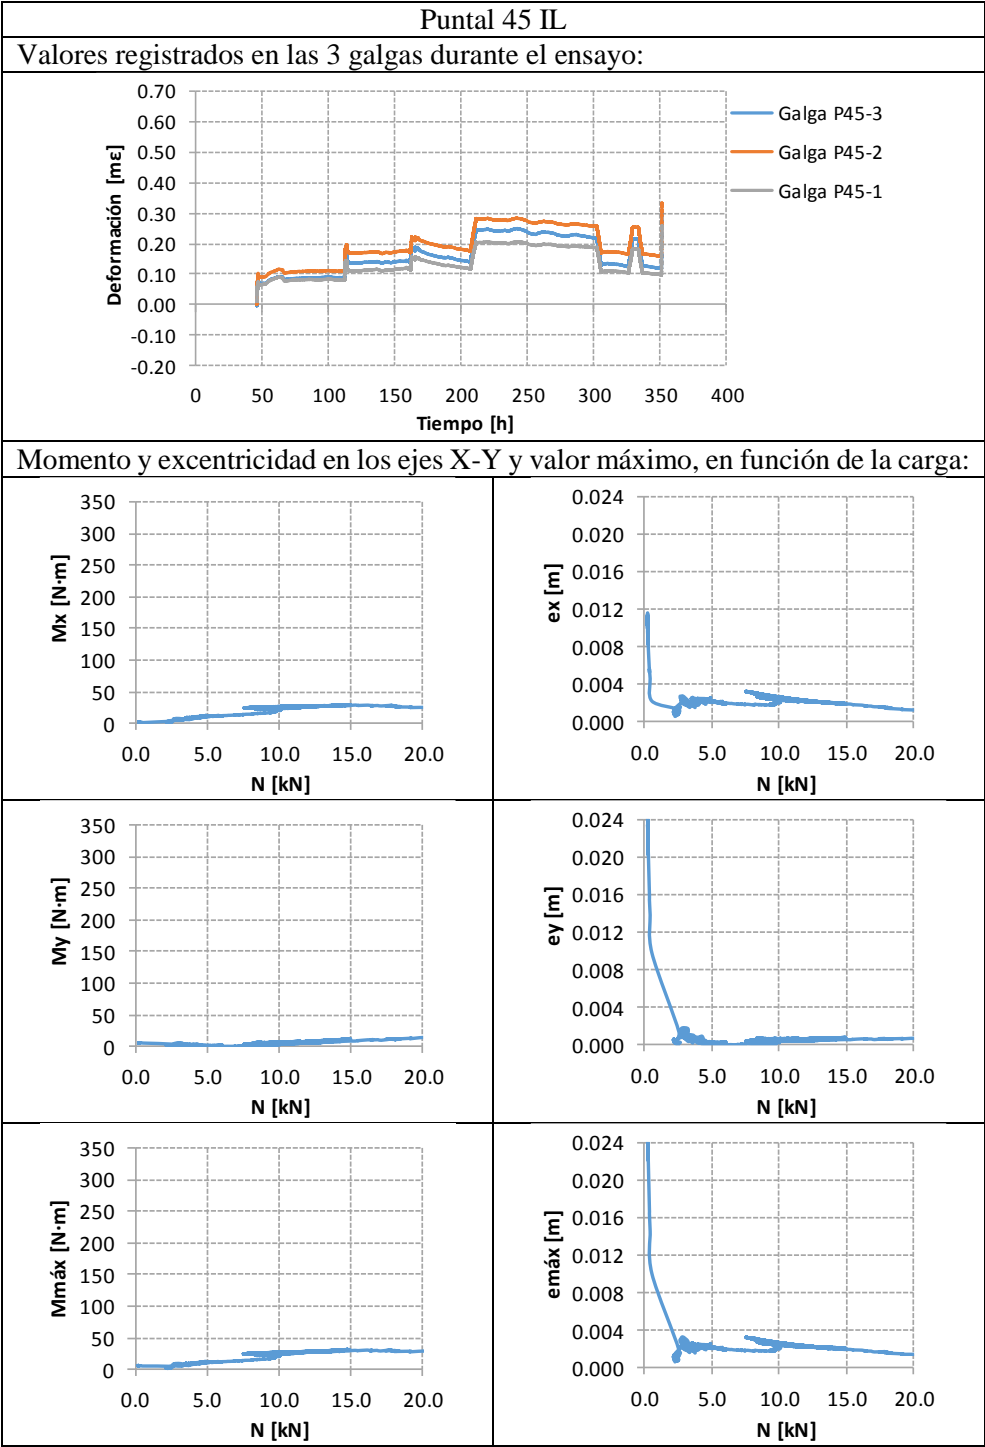 Puntal 45 IL
Valores registrados en las 3 galgas durante el ensayo:
0.70
0.60
0.50
0.40
0.30
0.20
0.10
0.00
-0.10
-0.20
Deformación [mε]
0 50 100 150 200 250 300 350 400
Tiempo [h]
Galga P45-3
Galga P45-2
Galga P45-1
Momento y excentricidad en los ejes X-Y y valor máximo, en función de la carga:
350
300
250
200
150
100
50
0
Mx [N·m]
0.0 5.0 10.0 15.0 20.0
N [kN]
0.024
0.020
0.016
0.012
0.008
0.004
0.000
ex [m]
0.0 5.0 10.0 15.0 20.0
N [kN]
350
300
250
200
150
100
50
0
My [N·m]
0.0 5.0 10.0 15.0 20.0
N [kN]
0.024
0.020
0.016
0.012
0.008
0.004
0.000
ey [m]
0.0 5.0 10.0 15.0 20.0
N [kN]
350
300
250
200
150
100
50
0
Mmáx [N·m]
0.0 5.0 10.0 15.0 20.0
N [kN]
0.024
0.020
0.016
0.012
0.008
0.004
0.000
emáx [m]
0.0 5.0 10.0 15.0 20.0
N [kN]